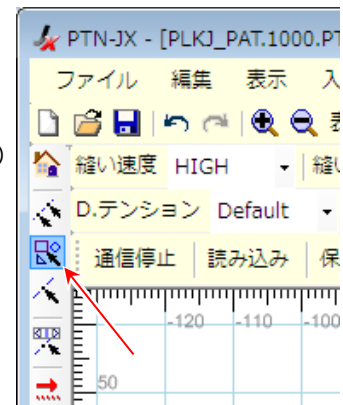 PTN-JX - [PLKJ_PAT.1000.PT
ファイル 編集 表示
縫い速度 HIGH 縫い
D.テンション Default
通信停止 読み込み 保
-120 -110 -100
50